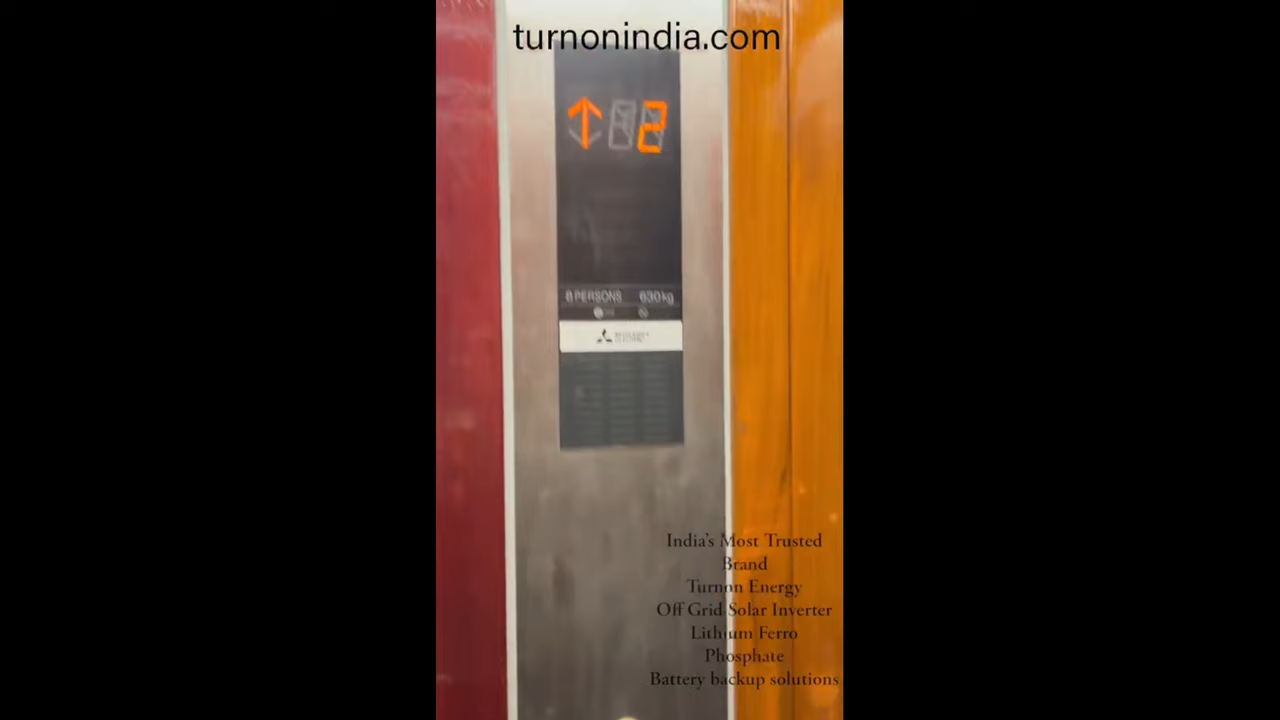 turnonindia.com
2
8 PERSONS 630kg
India's Most Trusted
Brand
Turnon Energy
Off Grid Solar Inverter
Lithium Ferro
Phosphate
Battery backup solutions